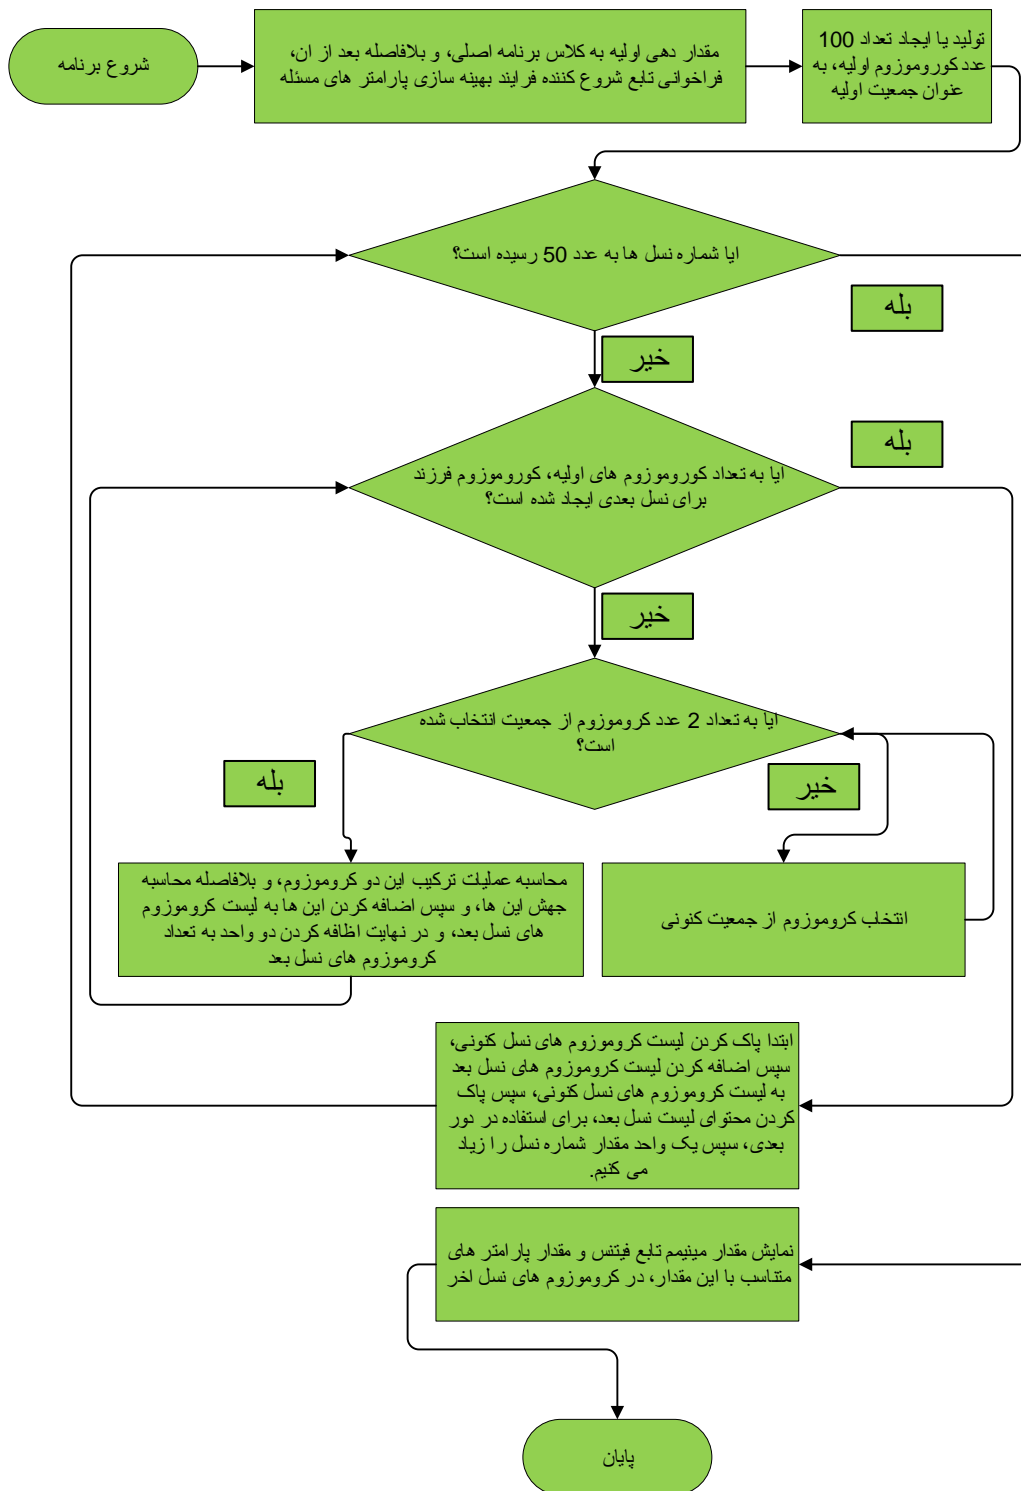 شروع برنامه
مقدار دهی اولیه به کلاس برنامه اصلی، و بلافاصله بعد از ان،
فراخوانی تابع شروع کننده فرایند بهینه سازی پارامتر های مسئله
تولید یا ایجاد تعداد 100
عدد کوروموزوم اولیه، به
عنوان جمعیت اولیه
ایا شماره نسل ها به عدد 50 رسیده است؟
بله
خیر
بله
ایا به تعداد کوروموزوم های اولیه، کوروموزوم فرزند
برای نسل بعدی ایجاد شده است؟
خیر
ایا به تعداد 2 عدد کروموزوم از جمعیت انتخاب شده
است؟
بله
خیر
محاسبه عملیات ترکیب این دو کروموزوم، و بلافاصله محاسبه
جهش این ها، و سپس اضافه کردن این ها به لیست کروموزوم
های نسل بعد، و در نهایت اظافه کردن دو واحد به تعداد
کروموزوم های نسل بعد
انتخاب کروموزوم از جمعیت کنونی
ابتدا پاک کردن لیست کروموزوم های نسل کنونی،
سپس اضافه کردن لیست کروموزوم های نسل بعد
به لیست کروموزوم های نسل کنونی، سپس پاک
کردن محتوای لیست نسل بعد، برای استفاده در دور
بعدی، سپس یک واحد مقدار شماره نسل را زیاد
می کنیم.
نمایش مقدار مینیمم تابع فیتنس و مقدار پارامتر های
متناسب با این مقدار، در کروموزوم های نسل اخر
پایان